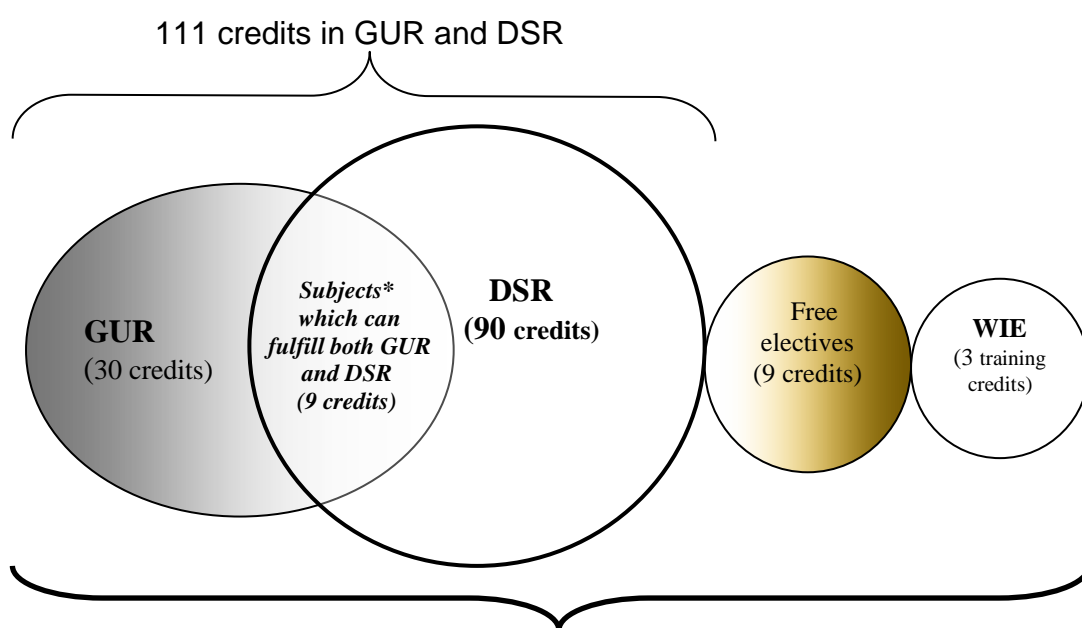 111 credits in GUR and DSR
GUR
(30 credits)
Subjects*
which can
fulfill both GUR
and DSR
(9 credits)
DSR
(90 credits)
Free
electives
(9 credits)
WIE
(3 training
credits)